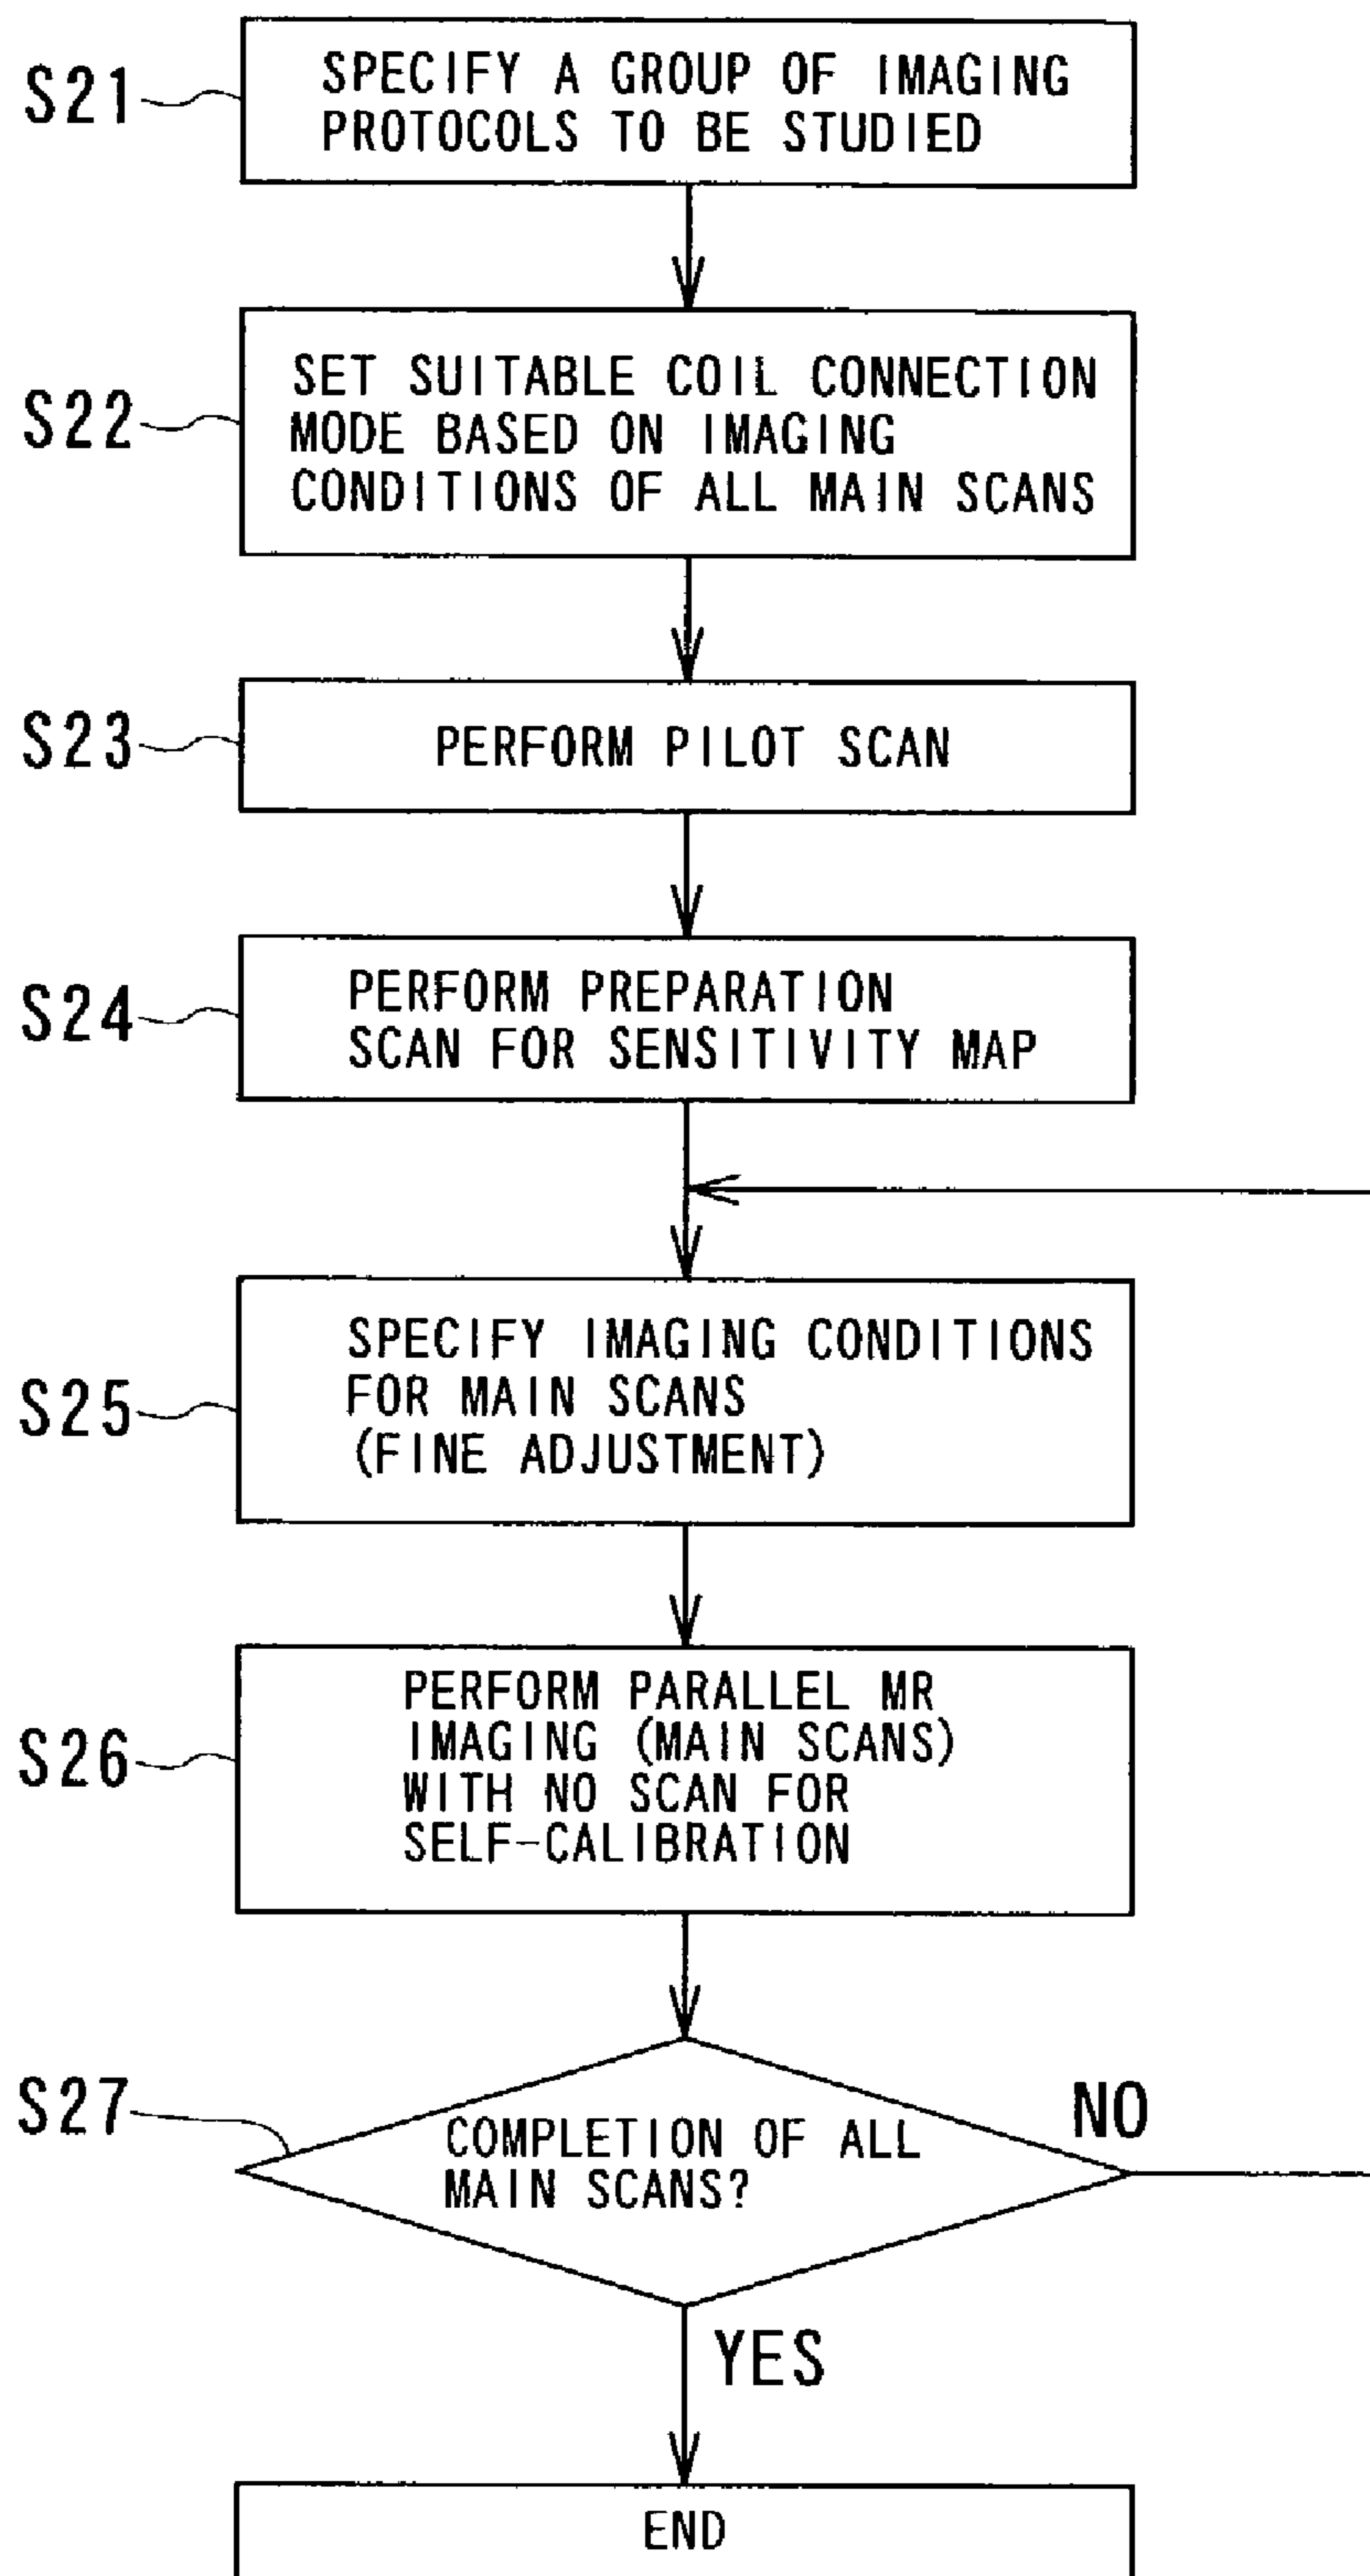 S21
SPECIFY A GROUP OF IMAGING
PROTOCOLS TO BE STUDIED
S22
SET SUITABLE COIL CONNECTION
MODE BASED ON IMAGING
CONDITIONS OF ALL MAIN SCANS
S23
PERFORM PILOT SCAN
S24
PERFORM PREPARATION
SCAN FOR SENSITIVITY MAP
S25
SPECIFY IMAGING CONDITIONS
FOR MAIN SCANS
(FINE ADJUSTMENT)
S26
PERFORM PARALLEL MR
IMAGING (MAIN SCANS)
WITH NO SCAN FOR
SELF-CALIBRATION
S27
COMPLETION OF ALL
MAIN SCANS?
NO
YES
END